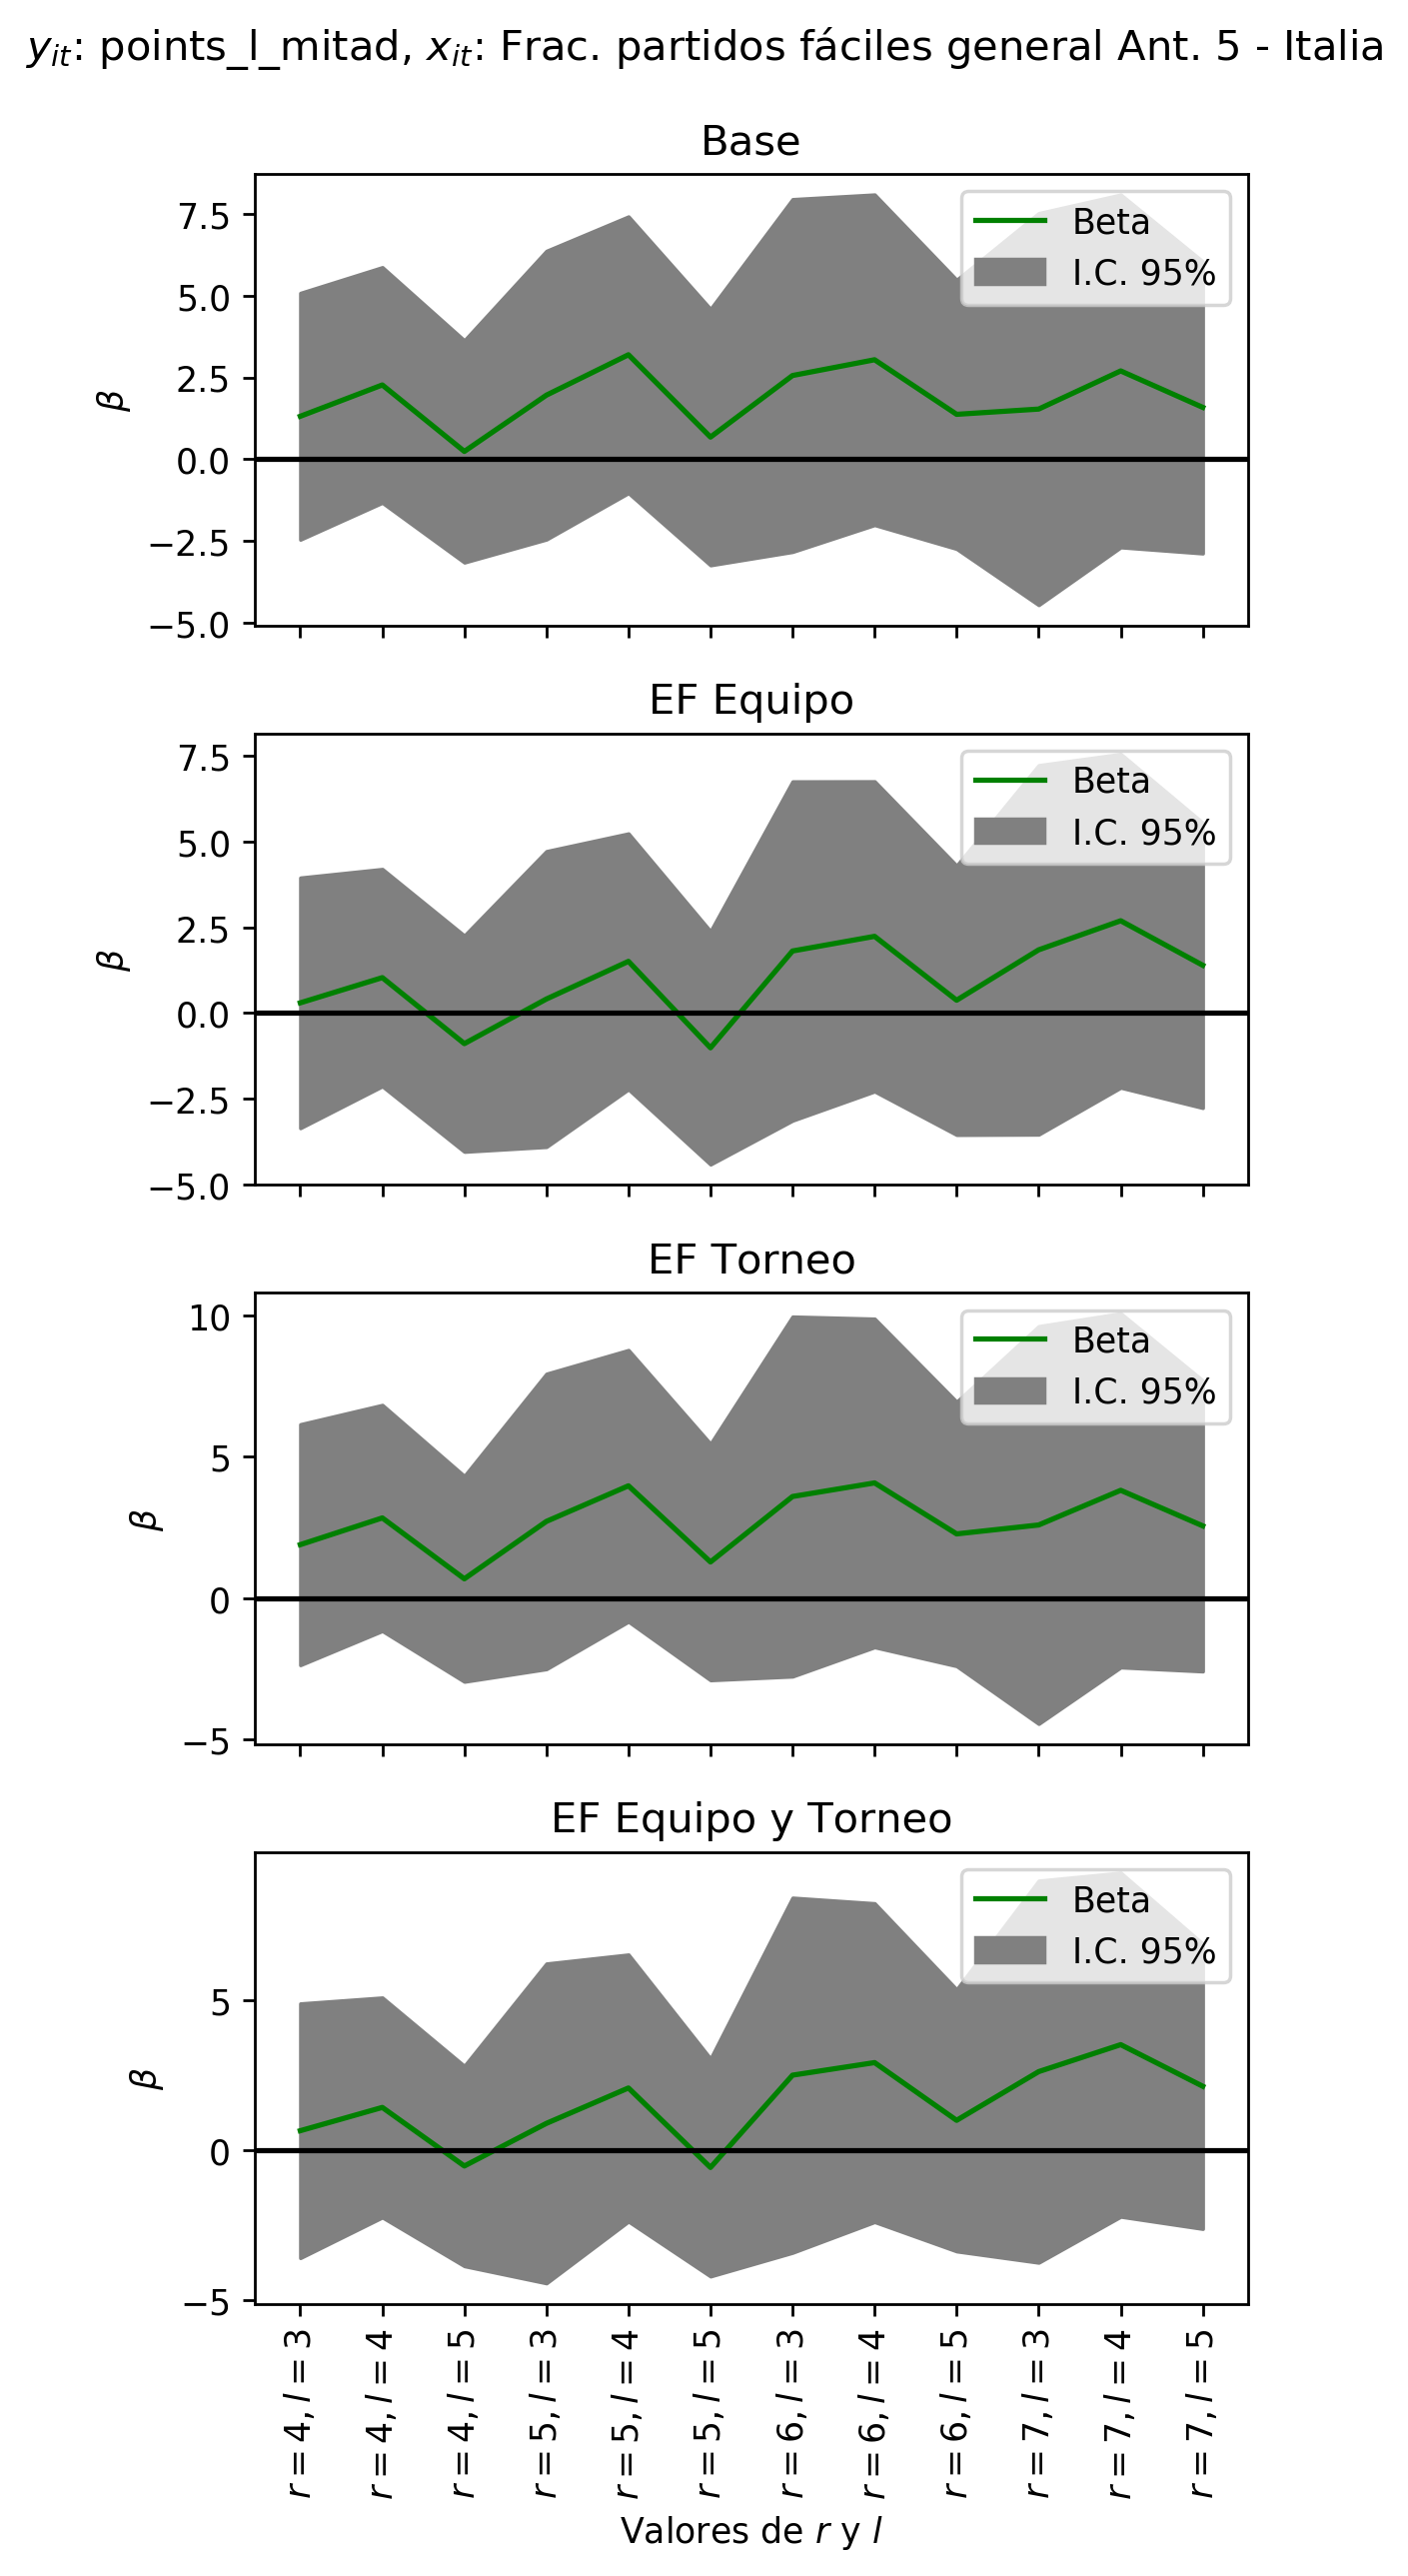 y_it: points_l_mitad, x_it: Frac. partidos fáciles general Ant. 5 - Italia
Base
7.5
5.0
2.5
0.0
−2.5
−5.0
β
Beta
I.C. 95%
EF Equipo
7.5
5.0
2.5
0.0
−2.5
−5.0
β
Beta
I.C. 95%
EF Torneo
10
5
0
−5
β
Beta
I.C. 95%
EF Equipo y Torneo
5
0
−5
β
Beta
I.C. 95%
r = 4, l = 3
r = 4, l = 4
r = 4, l = 5
r = 5, l = 3
r = 5, l = 4
r = 5, l = 5
r = 6, l = 3
r = 6, l = 4
r = 6, l = 5
r = 7, l = 3
r = 7, l = 4
r = 7, l = 5
Valores de r y l